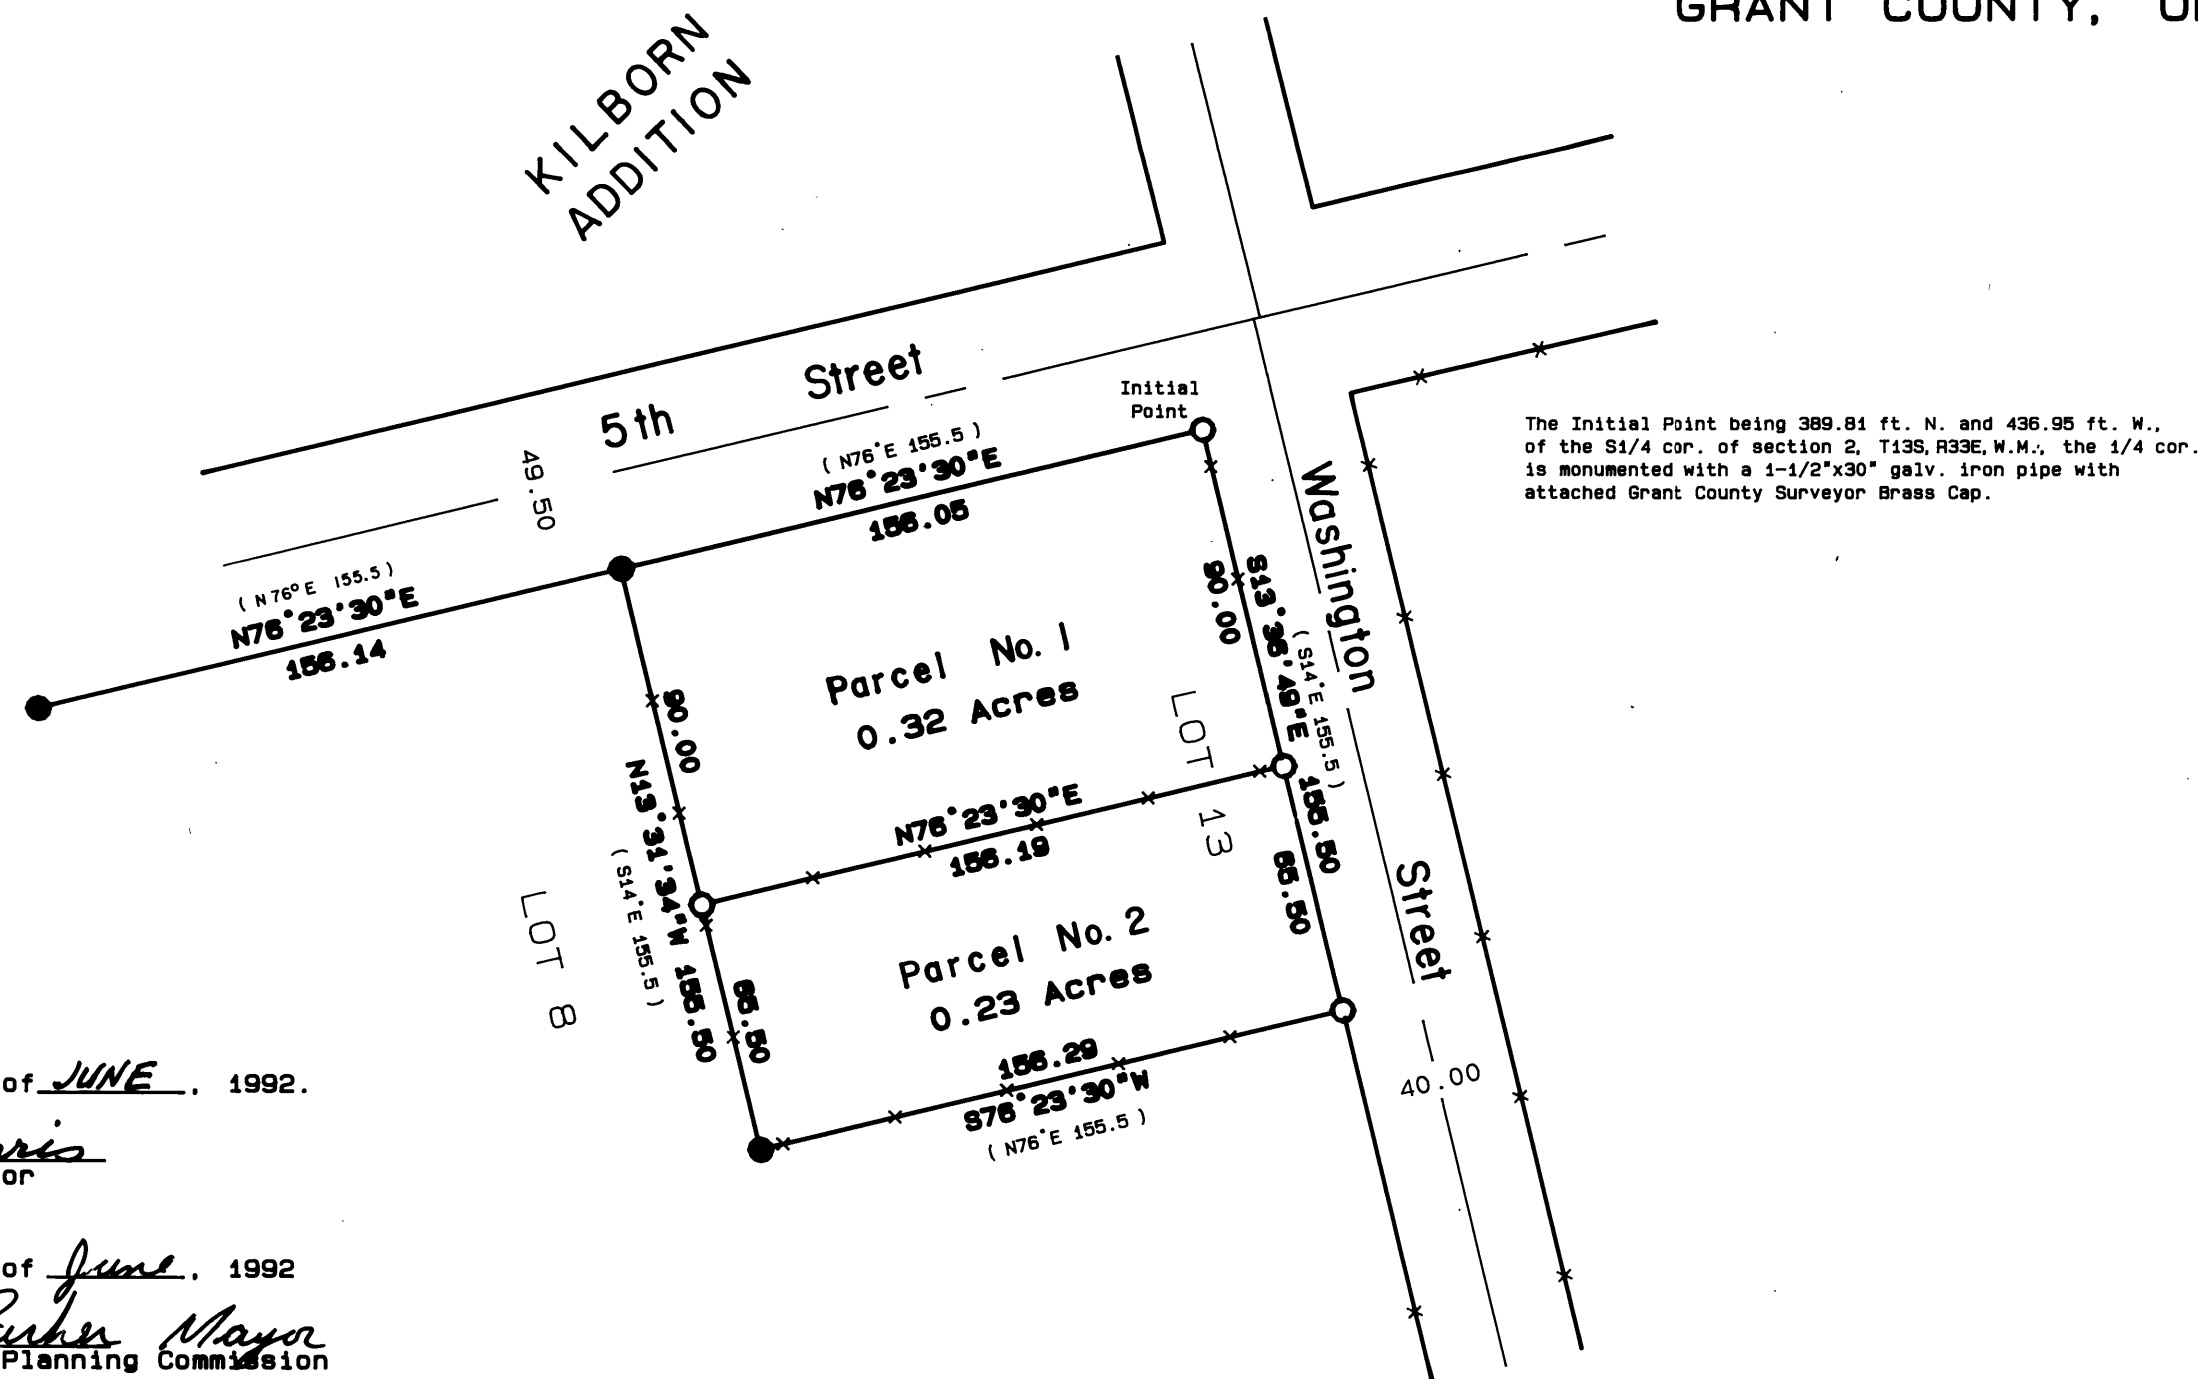 GRANT COUNTY,
KILBORN
ADDITION
5th Street
49.50
Initial
Point
( N76°E 155.5 )
N76°23'30"E
156.05
( N76°E 155.5 )
N76°23'30"E
156.14
The Initial Point being 389.81 ft. N. and 436.95 ft. W.,
of the S1/4 cor. of section 2, T13S, R33E, W.M., the 1/4 cor.
is monumented with a 1-1/2"x30" galv. iron pipe with
attached Grant County Surveyor Brass Cap.
Washington Street
90.00
S13°36'49"E 155.50
( S14°E 155.5 )
65.50
Parcel No. 1
0.32 Acres
LOT 13
90.00
N13°31'34"W 155.50
( S14°E 155.5 )
65.50
N76°23'30"E
156.19
LOT 8
Parcel No. 2
0.23 Acres
156.29
S76°23'30"W
( N76°E 155.5 )
40.00
of JUNE, 1992.
or
of June, 1992
Mayor
Planning Commission